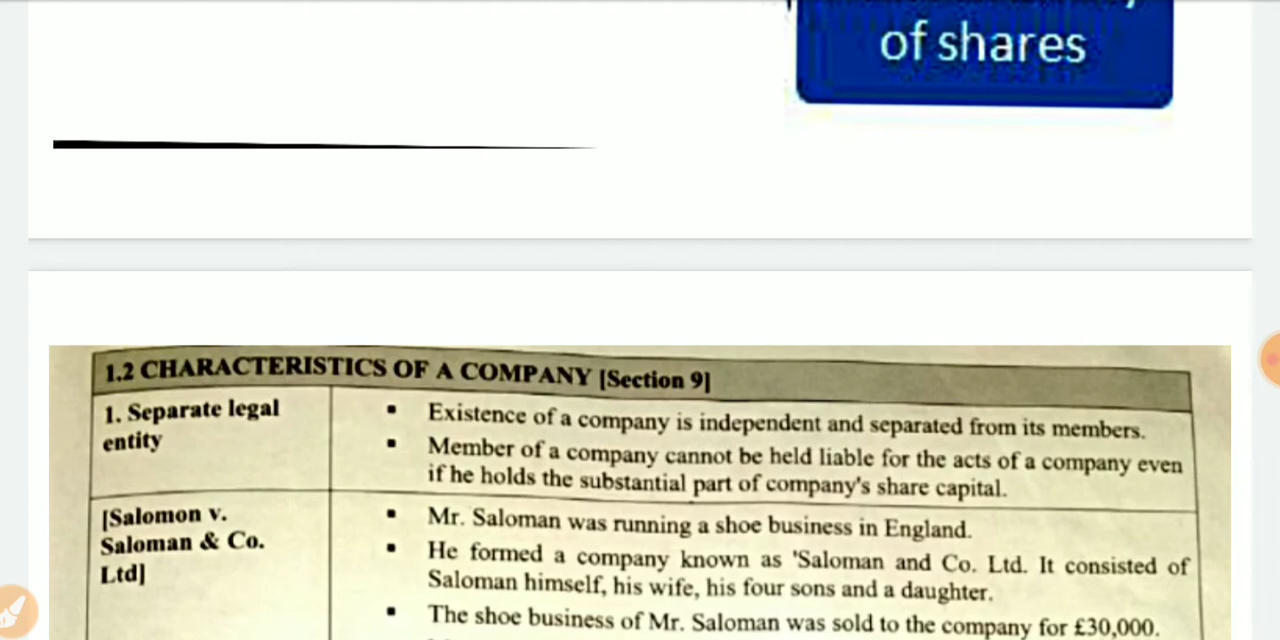 of shares
1.2 CHARACTERISTICS OF A COMPANY [Section 9]
1. Separate legal
entity
▪ Existence of a company is independent and separated from its members.
▪ Member of a company cannot be held liable for the acts of a company even
if he holds the substantial part of company's share capital.
[Salomon v.
Saloman & Co.
Ltd]
▪ Mr. Saloman was running a shoe business in England.
▪ He formed a company known as 'Saloman and Co. Ltd. It consisted of
Saloman himself, his wife, his four sons and a daughter.
▪ The shoe business of Mr. Saloman was sold to the company for £30,000.